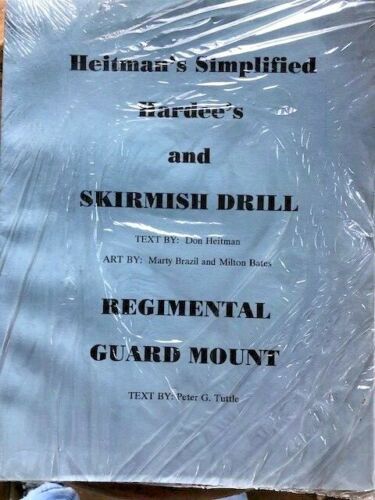 Heitman's Simplified
Hardee's
and
SKIRMISH DRILL
TEXT BY: Don Heitman
ART BY: Marty Brazil and Milton Bates
REGIMENTAL
GUARD MOUNT
TEXT BY: Peter G. Tuttle